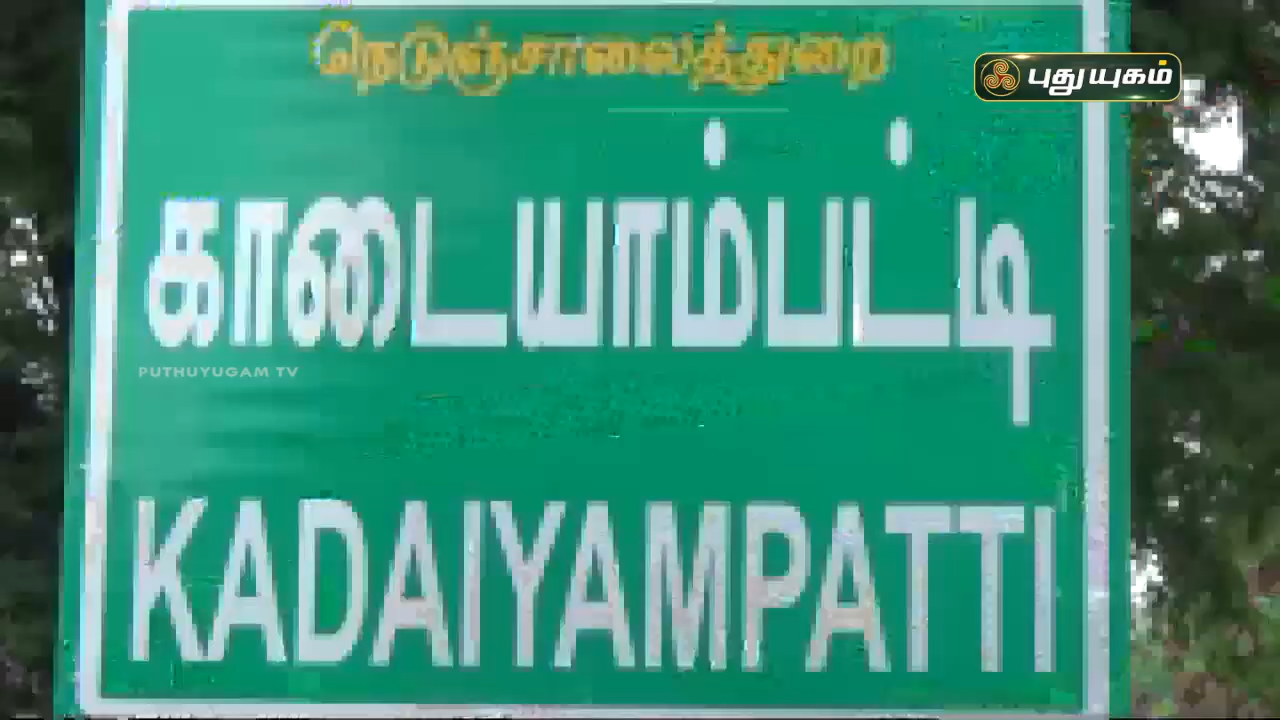 நெடுஞ்சாலைத்துறை
புதுயுகம்
காடையாம்பட்டி
PUTHUYUGAM TV
KADAIYAMPATTI